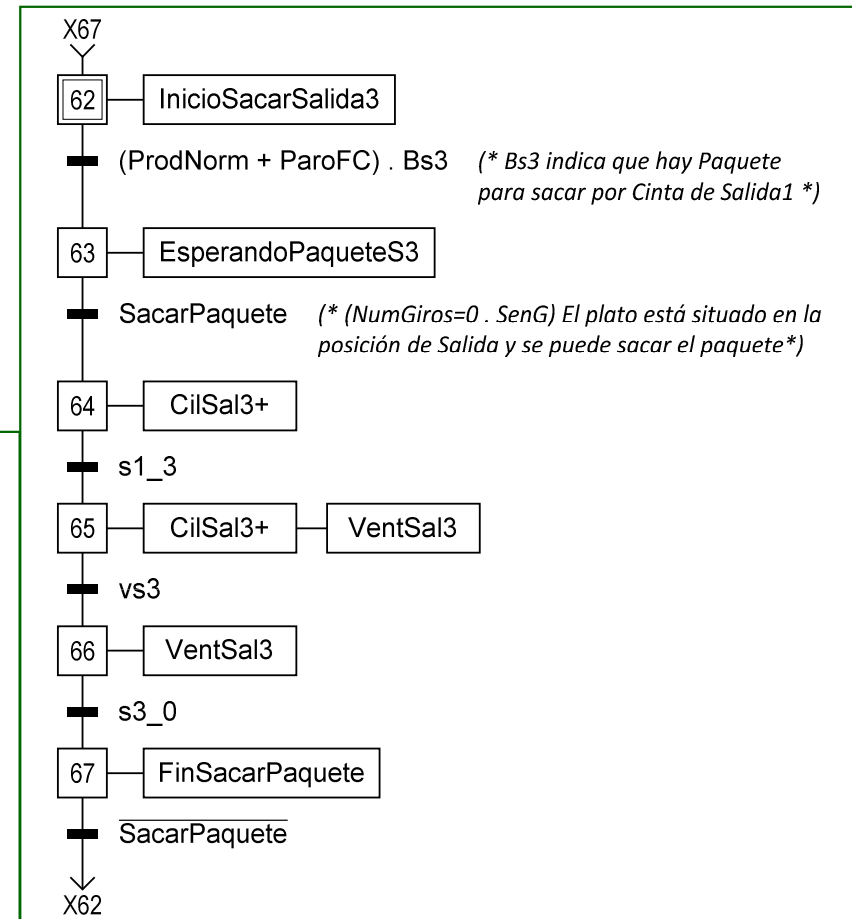 X67
62 InicioSacarSalida3
(ProdNorm + ParoFC) . Bs3 (* Bs3 indica que hay Paquete
para sacar por Cinta de Salida1 *)
63 EsperandoPaqueteS3
SacarPaquete (* (NumGiros=0 . SenG) El plato está situado en la
posición de Salida y se puede sacar el paquete*)
64 CilSal3+
s1_3
65 CilSal3+ VentSal3
vs3
66 VentSal3
s3_0
67 FinSacarPaquete
SacarPaquete
X62